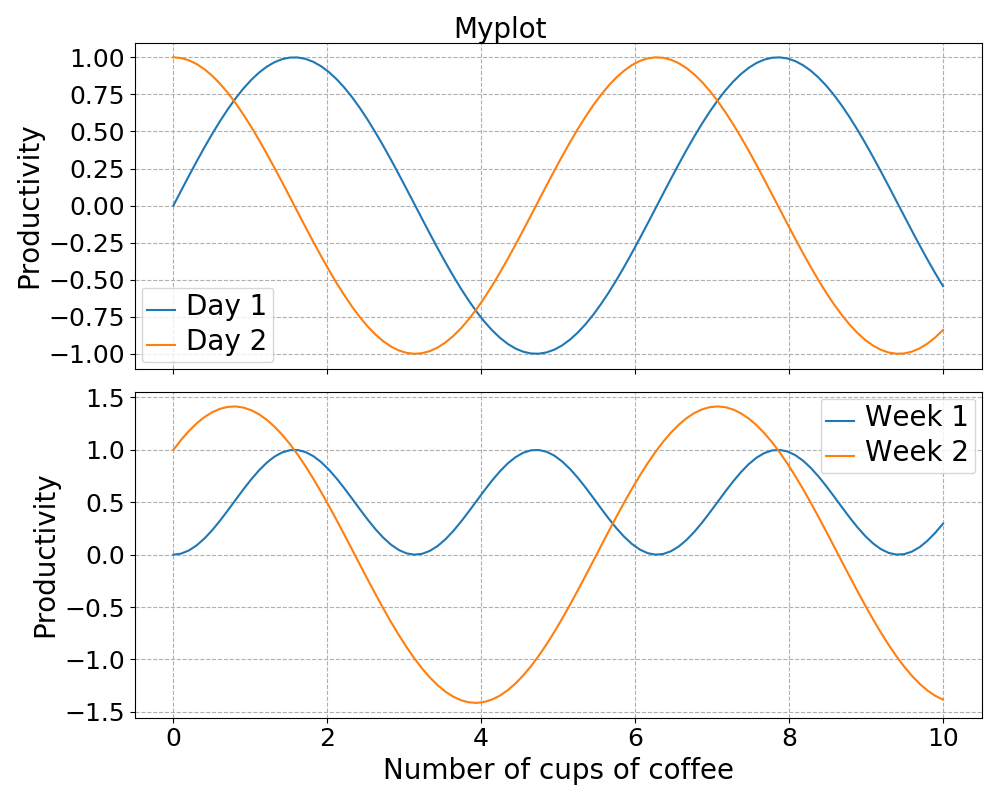 Myplot
Productivity
1.00
0.75
0.50
0.25
0.00
−0.25
−0.50
−0.75
−1.00
Day 1
Day 2
Productivity
1.5
1.0
0.5
0.0
−0.5
−1.0
−1.5
Week 1
Week 2
0 2 4 6 8 10
Number of cups of coffee